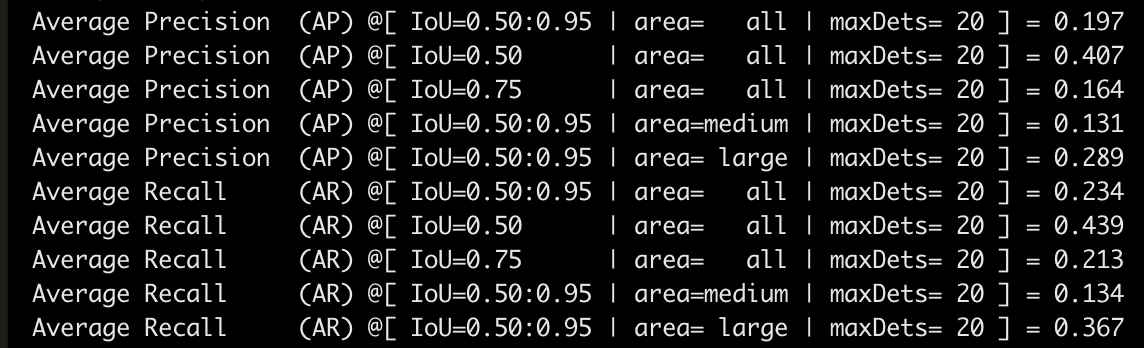 Average Precision  (AP) @[ IoU=0.50:0.95 | area=   all | maxDets= 20 ] = 0.197
Average Precision  (AP) @[ IoU=0.50      | area=   all | maxDets= 20 ] = 0.407
Average Precision  (AP) @[ IoU=0.75      | area=   all | maxDets= 20 ] = 0.164
Average Precision  (AP) @[ IoU=0.50:0.95 | area=medium | maxDets= 20 ] = 0.131
Average Precision  (AP) @[ IoU=0.50:0.95 | area= large | maxDets= 20 ] = 0.289
Average Recall     (AR) @[ IoU=0.50:0.95 | area=   all | maxDets= 20 ] = 0.234
Average Recall     (AR) @[ IoU=0.50      | area=   all | maxDets= 20 ] = 0.439
Average Recall     (AR) @[ IoU=0.75      | area=   all | maxDets= 20 ] = 0.213
Average Recall     (AR) @[ IoU=0.50:0.95 | area=medium | maxDets= 20 ] = 0.134
Average Recall     (AR) @[ IoU=0.50:0.95 | area= large | maxDets= 20 ] = 0.367